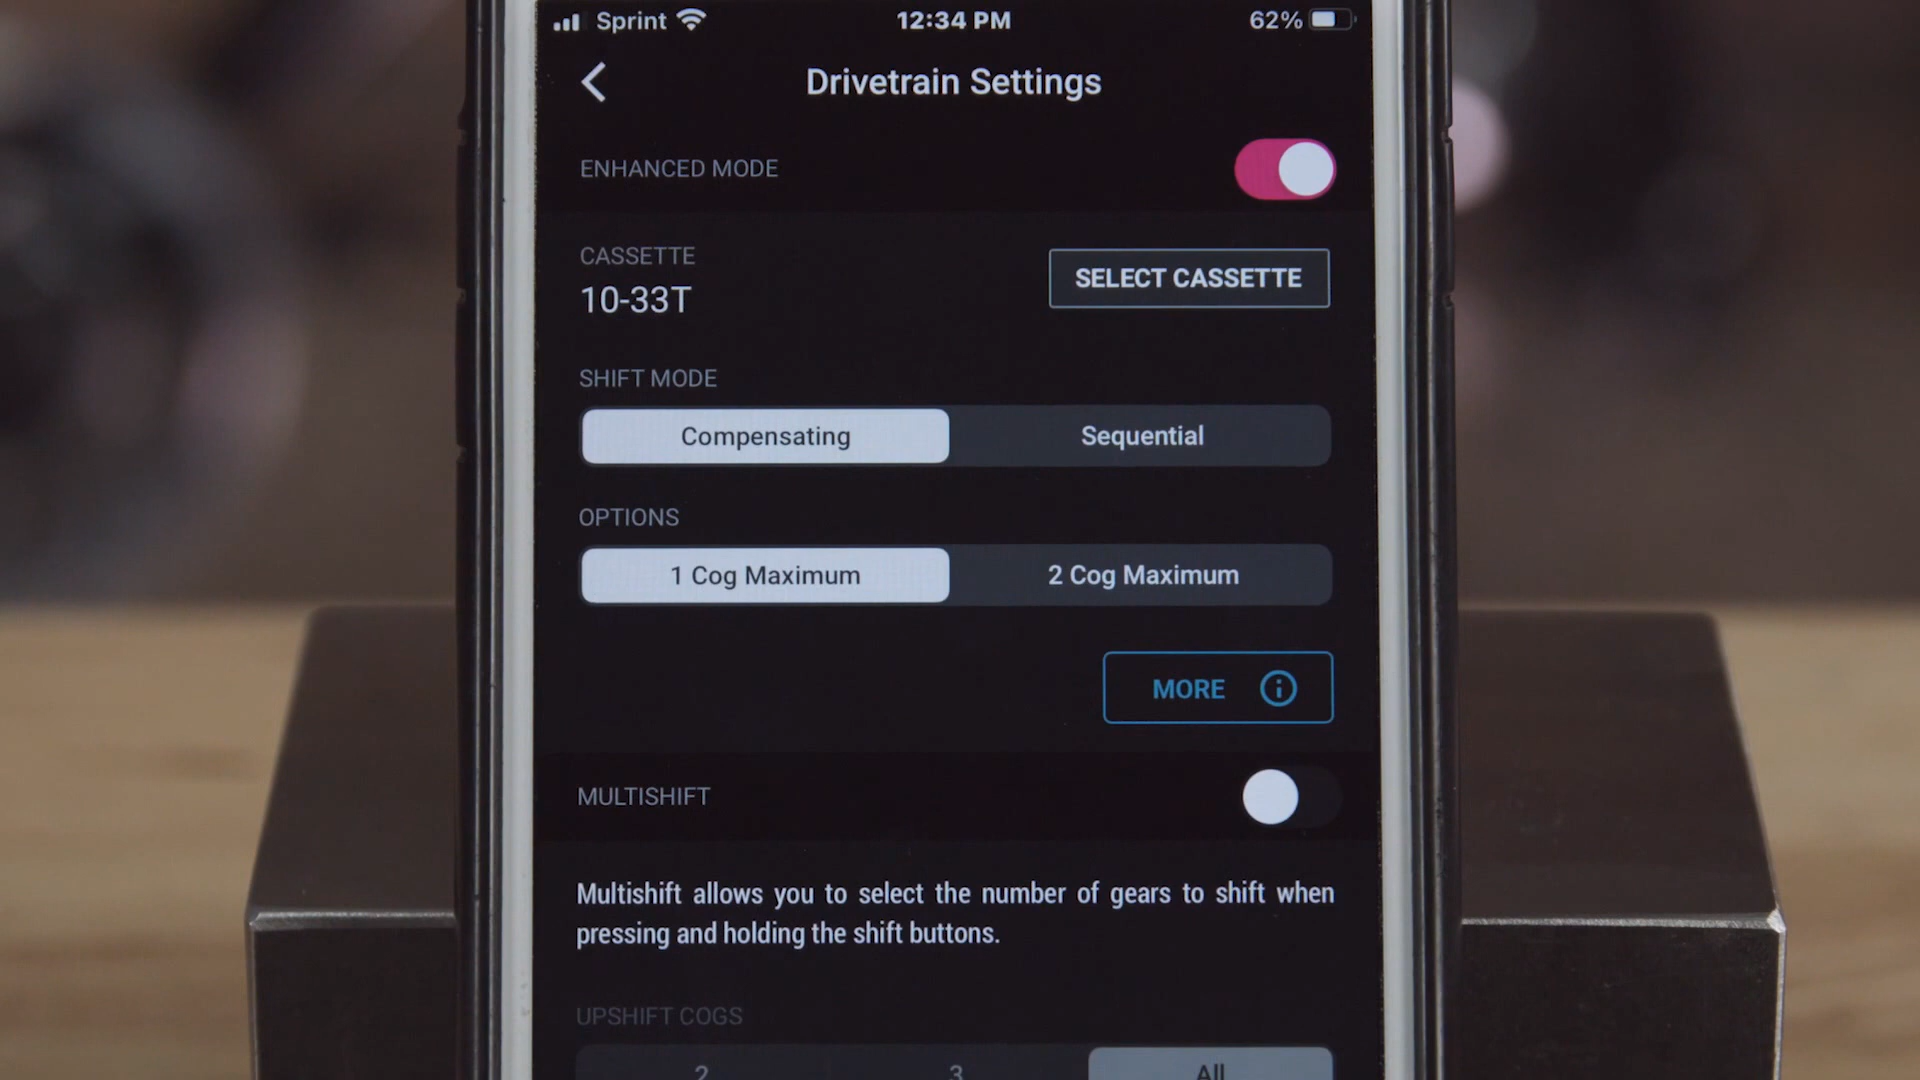 Sprint 12:34 PM 62%
Drivetrain Settings
ENHANCED MODE
CASSETTE
10-33T
SELECT CASSETTE
SHIFT MODE
Compensating Sequential
OPTIONS
1 Cog Maximum 2 Cog Maximum
MORE
MULTISHIFT
Multishift allows you to select the number of gears to shift when
pressing and holding the shift buttons.
UPSHIFT COGS
2 3 All